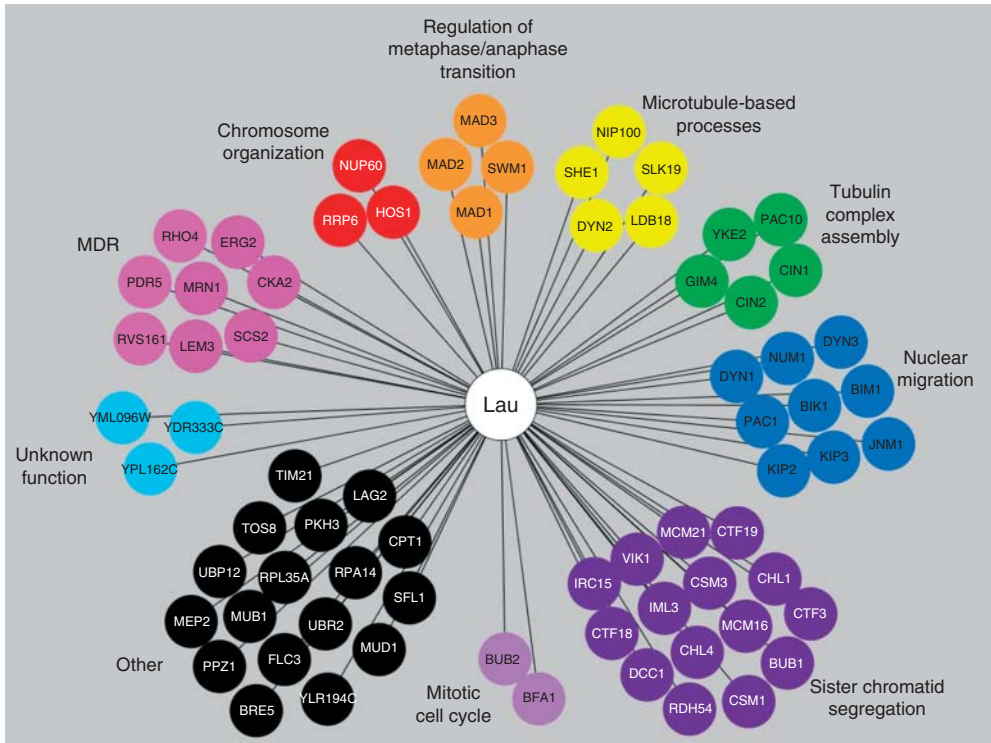 Regulation of
metaphase/anaphase
transition
MAD3
MAD2
SWM1
MAD1
Microtubule-based
processes
NIP100
SHE1
SLK19
DYN2
LDB18
Chromosome
organization
NUP60
RRP6
HOS1
Tubulin
complex
assembly
PAC10
YKE2
CIN1
GIM4
CIN2
MDR
RHO4
ERG2
PDR5
MRN1
CKA2
RVS161
LEM3
SCS2
Nuclear
migration
DYN3
NUM1
DYN1
BIM1
BIK1
PAC1
JNM1
KIP3
KIP2
Lau
Unknown
function
YML096W
YDR333C
YPL162C
Other
TIM21
LAG2
TOS8
PKH3
CPT1
UBP12
RPL35A
RPA14
SFL1
MEP2
MUB1
UBR2
MUD1
PPZ1
FLC3
BRE5
YLR194C
Mitotic
cell cycle
BUB2
BFA1
Sister chromatid
segregation
MCM21
CTF19
VIK1
IRC15
CSM3
CHL1
IML3
CTF3
CTF18
MCM16
CHL4
BUB1
DCC1
RDH54
CSM1